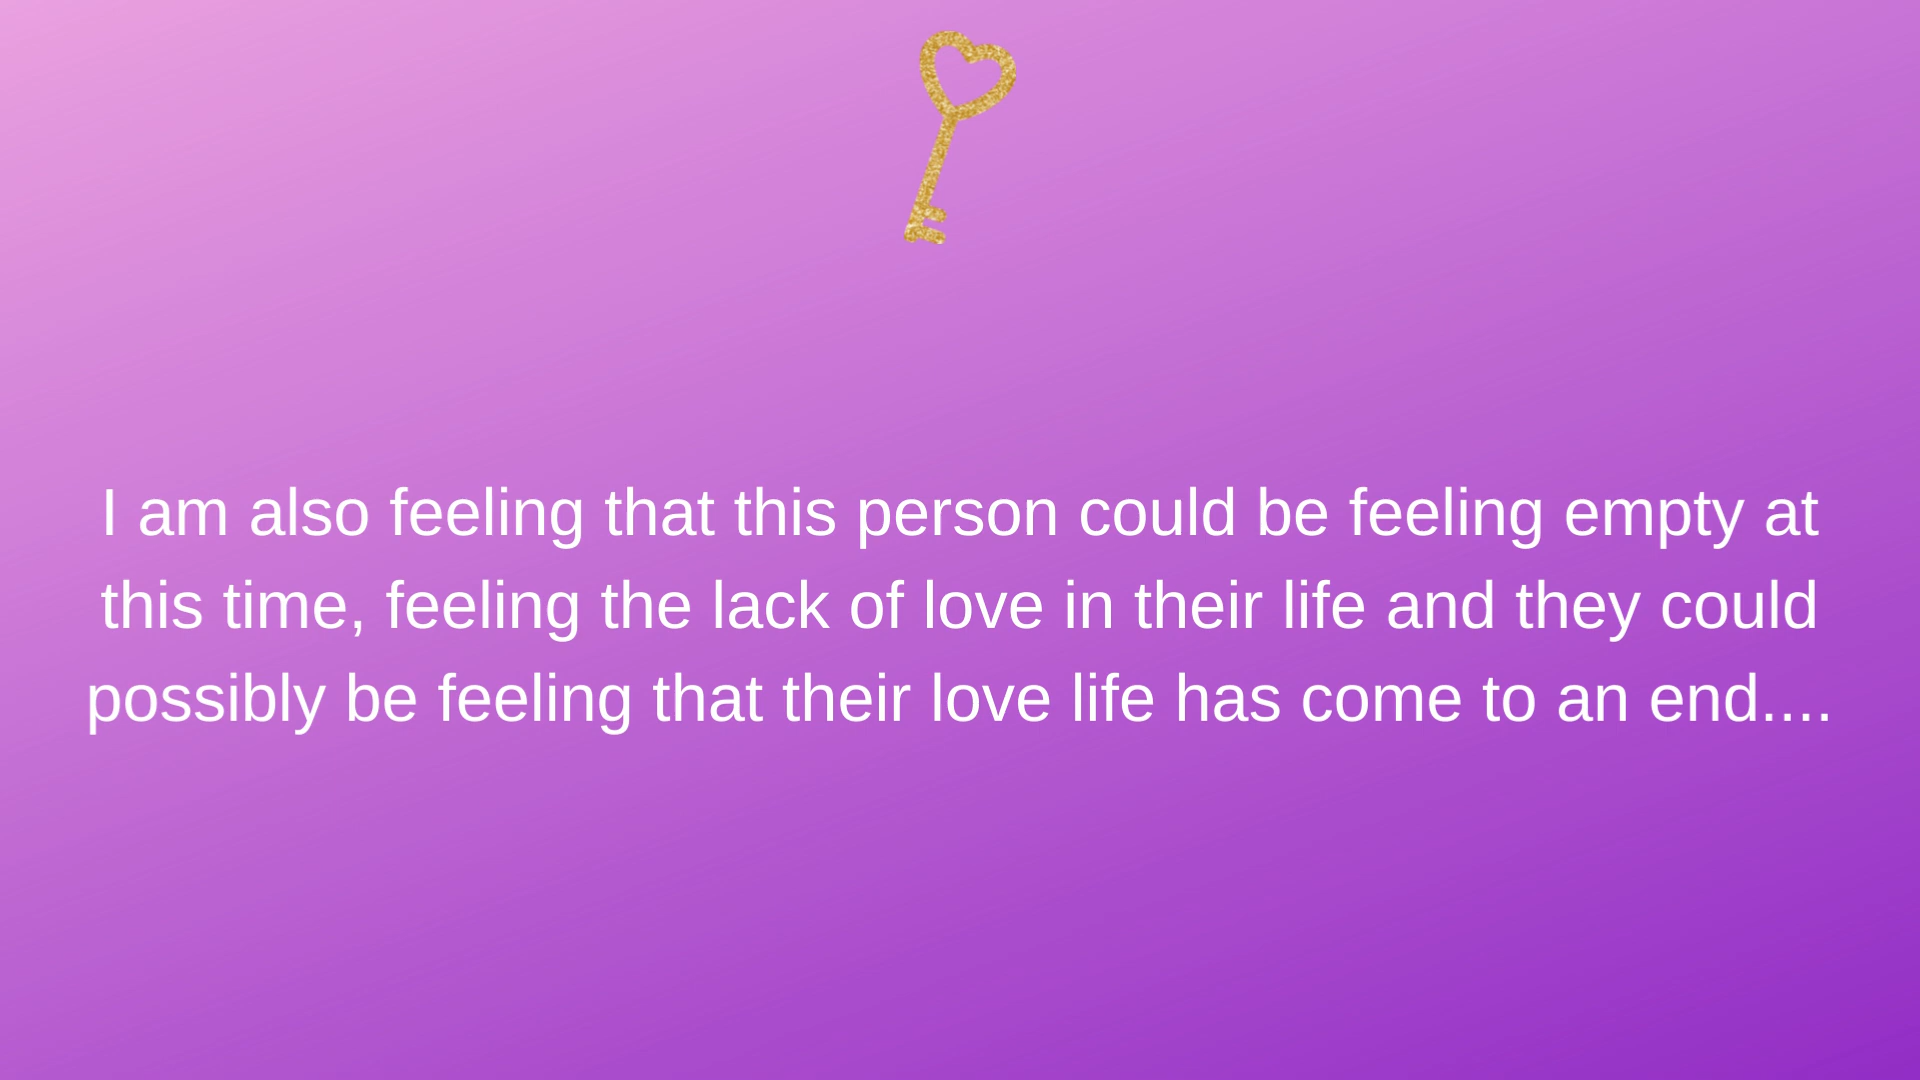 I am also feeling that this person could be feeling empty at
this time, feeling the lack of love in their life and they could
possibly be feeling that their love life has come to an end....